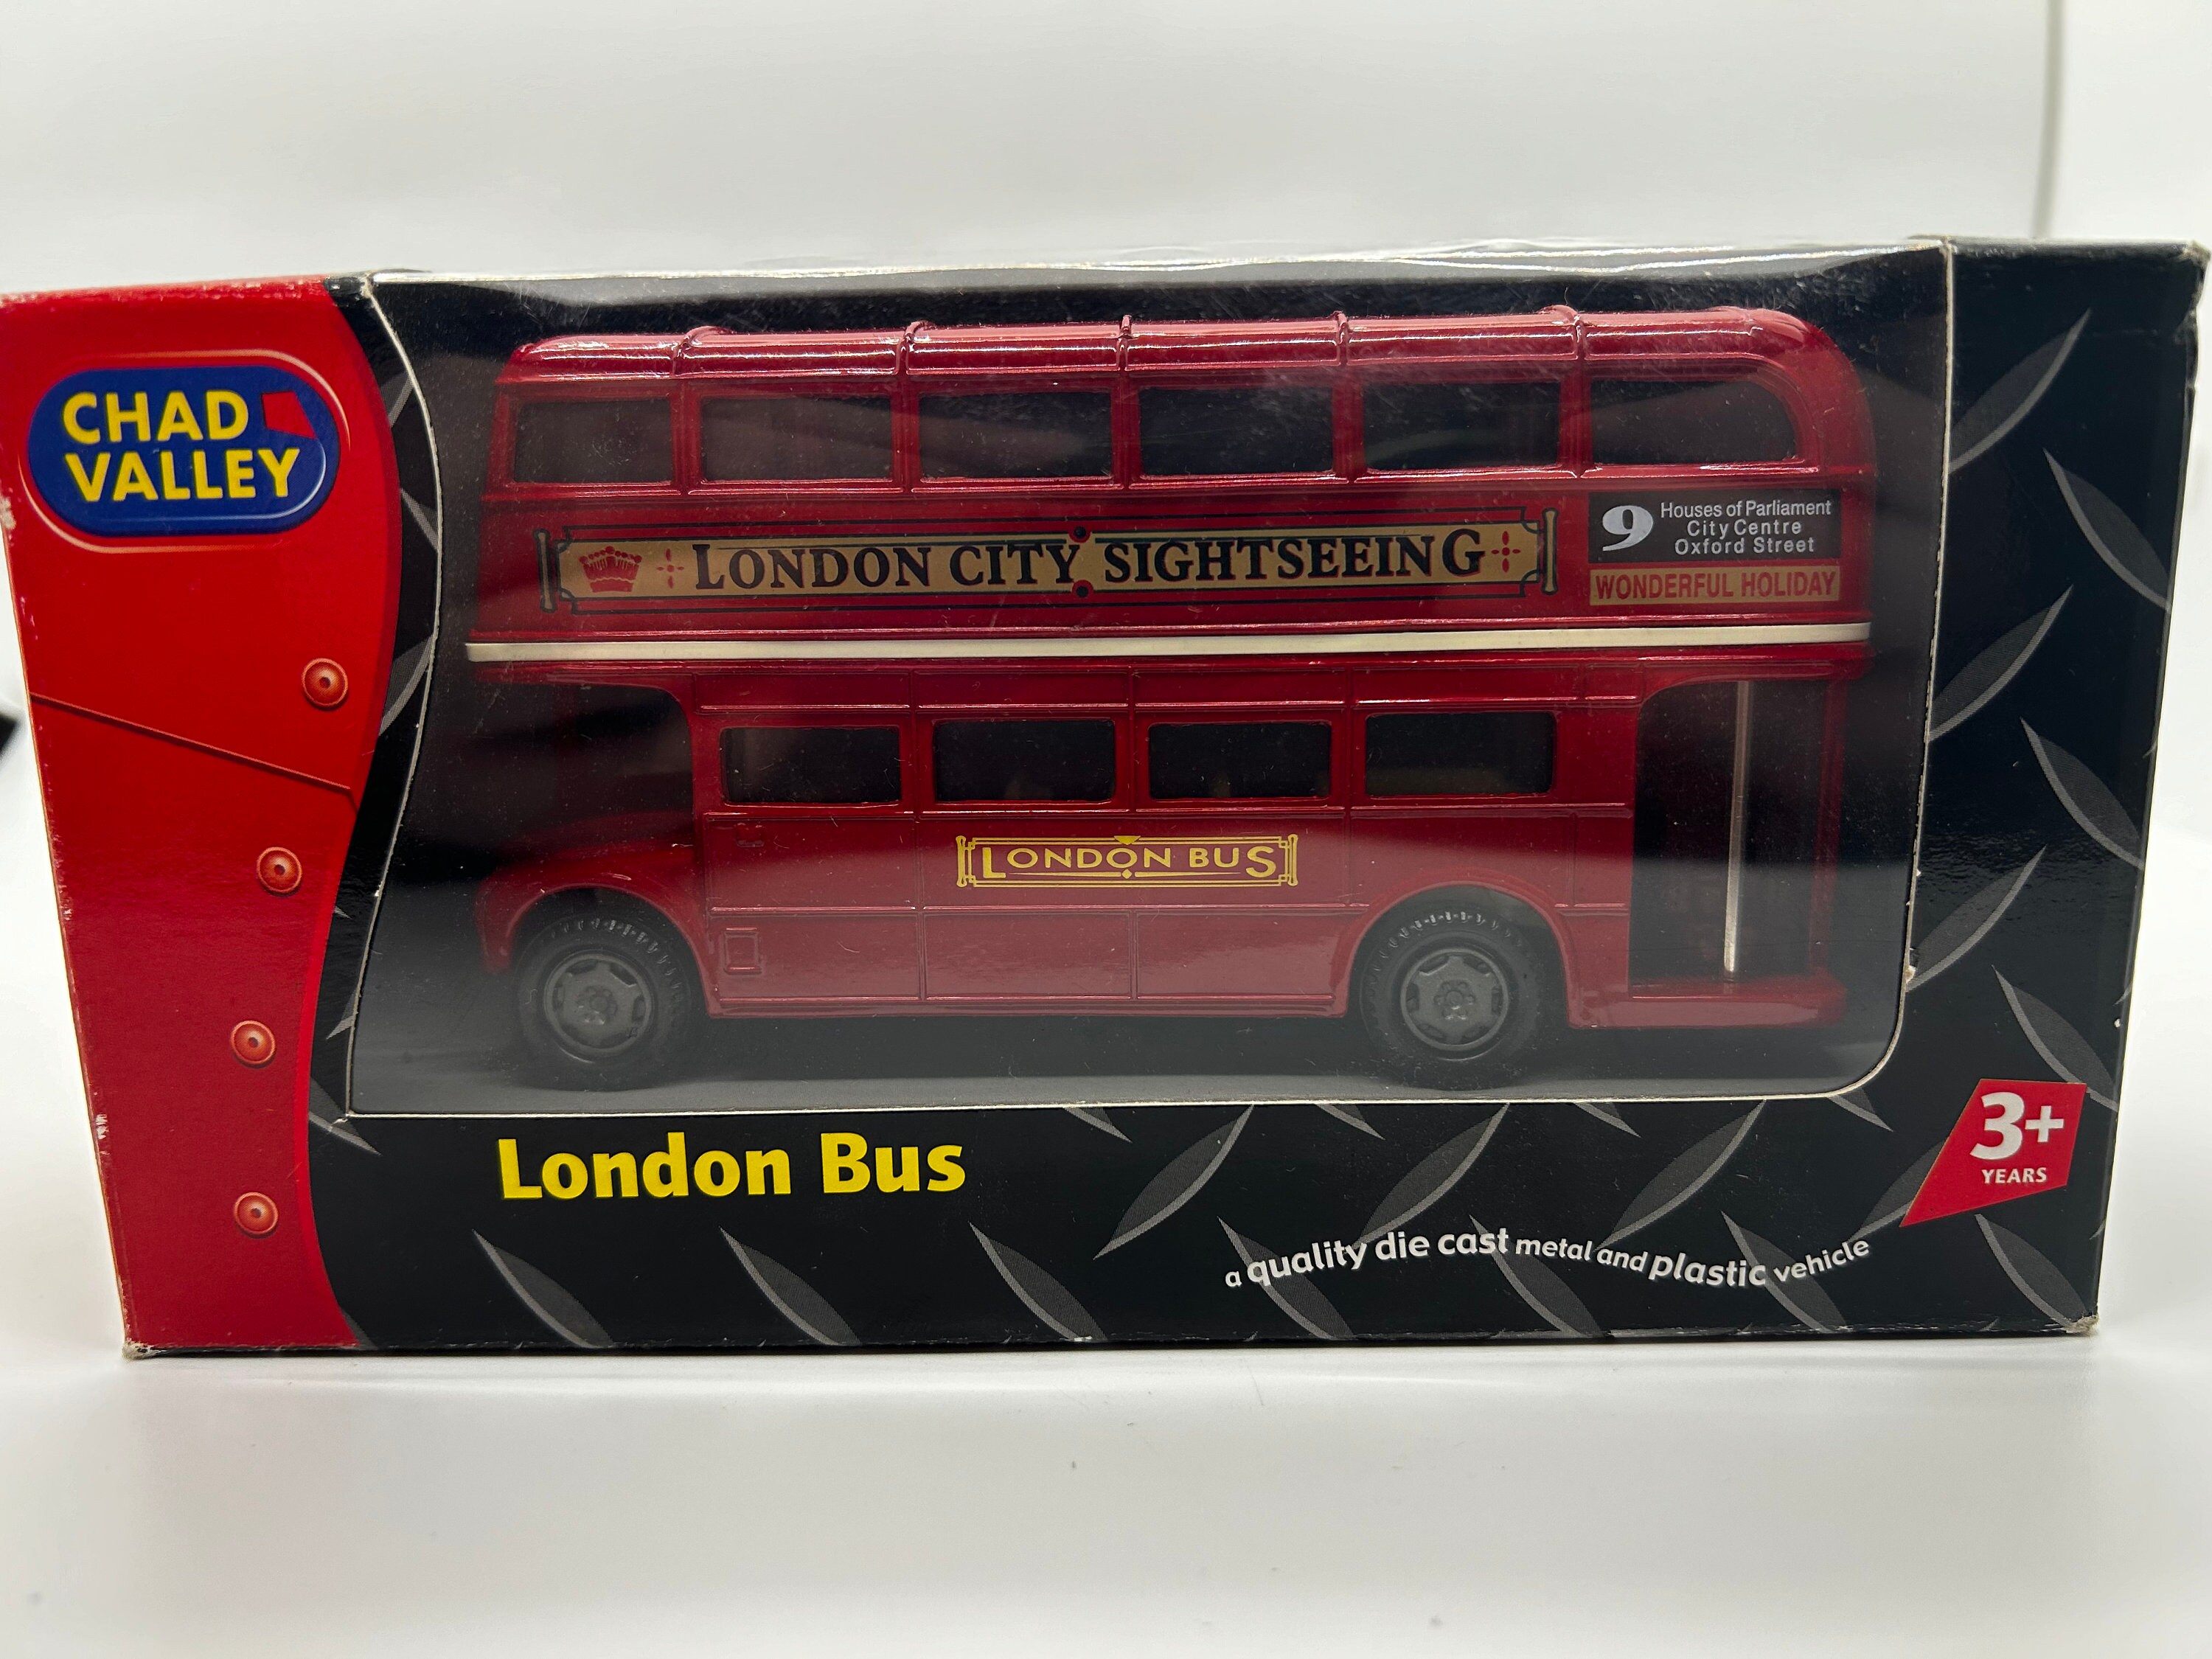 CHAD
VALLEY
LONDON CITY SIGHTSEEING
9
Houses of Parliament
City Centre
Oxford Street
WONDERFUL HOLIDAY
LONDON BUS
London Bus
3+
YEARS
a quality die cast metal and plastic vehicle